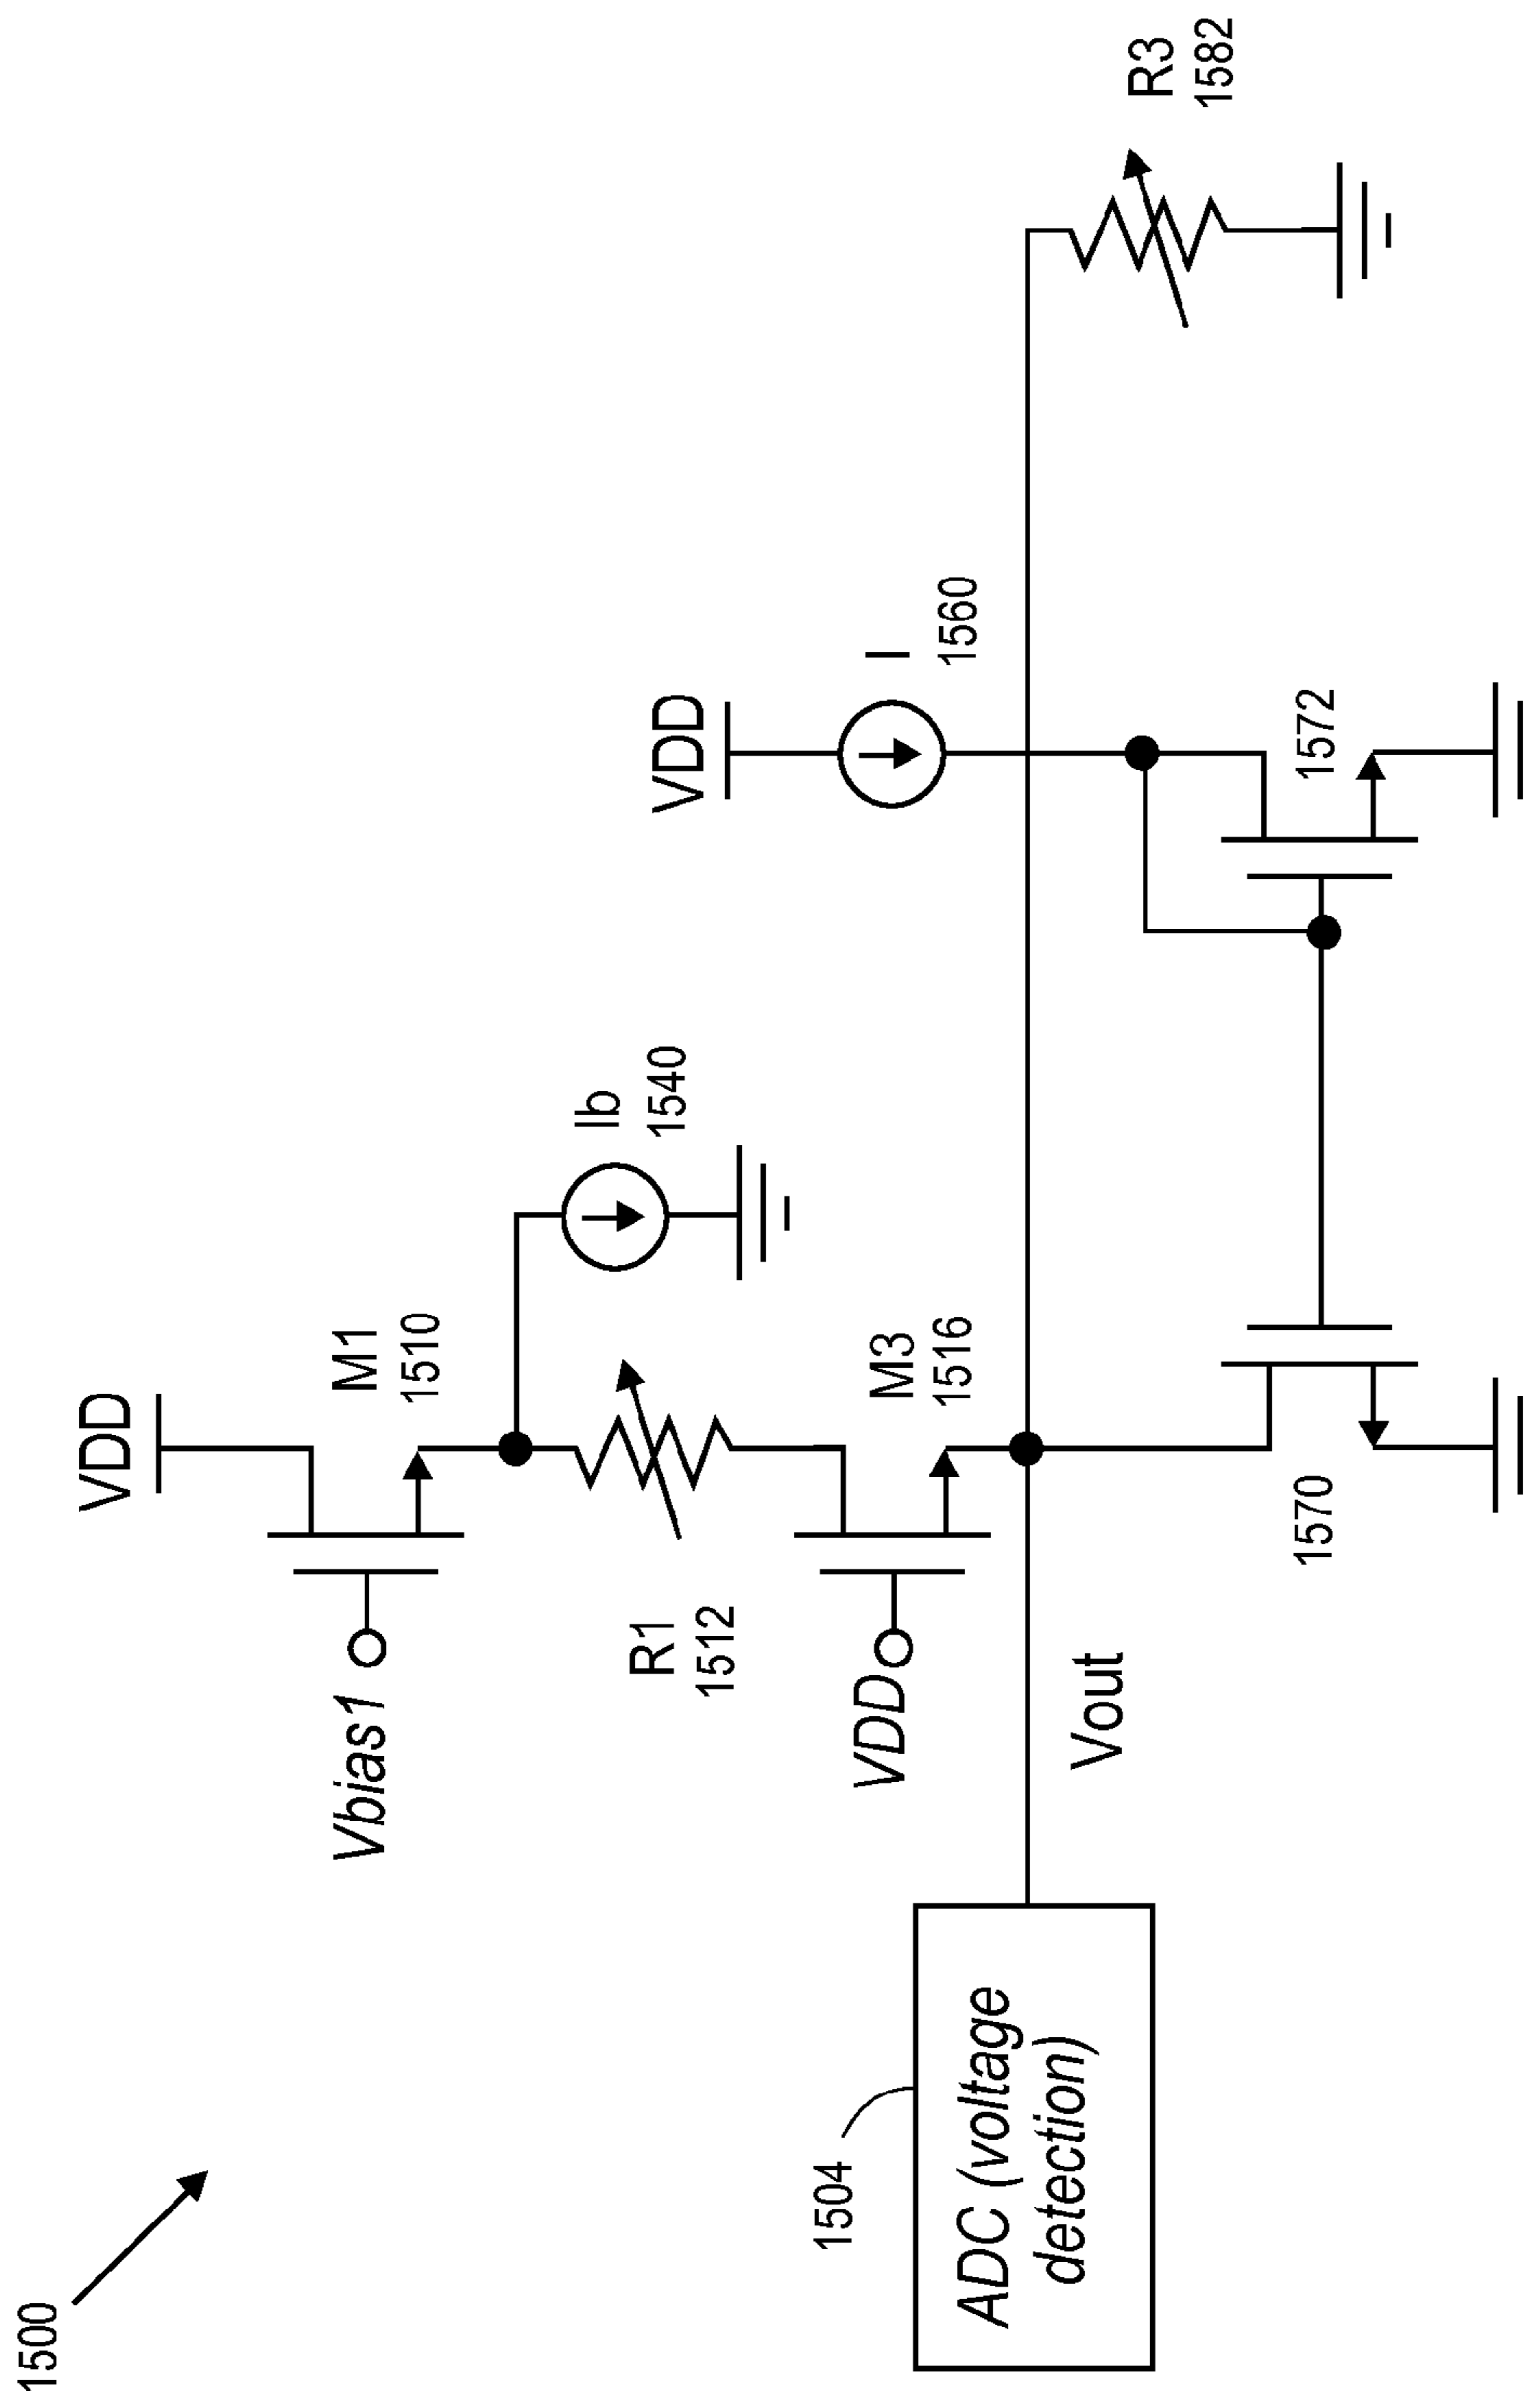 1500
VDD
Vbias1
M1
1510
Ib
1540
R1
1512
VDD
M3
1516
VDD
I
1560
R3
1582
1504
ADC (voltage
detection)
Vout
1570
1572